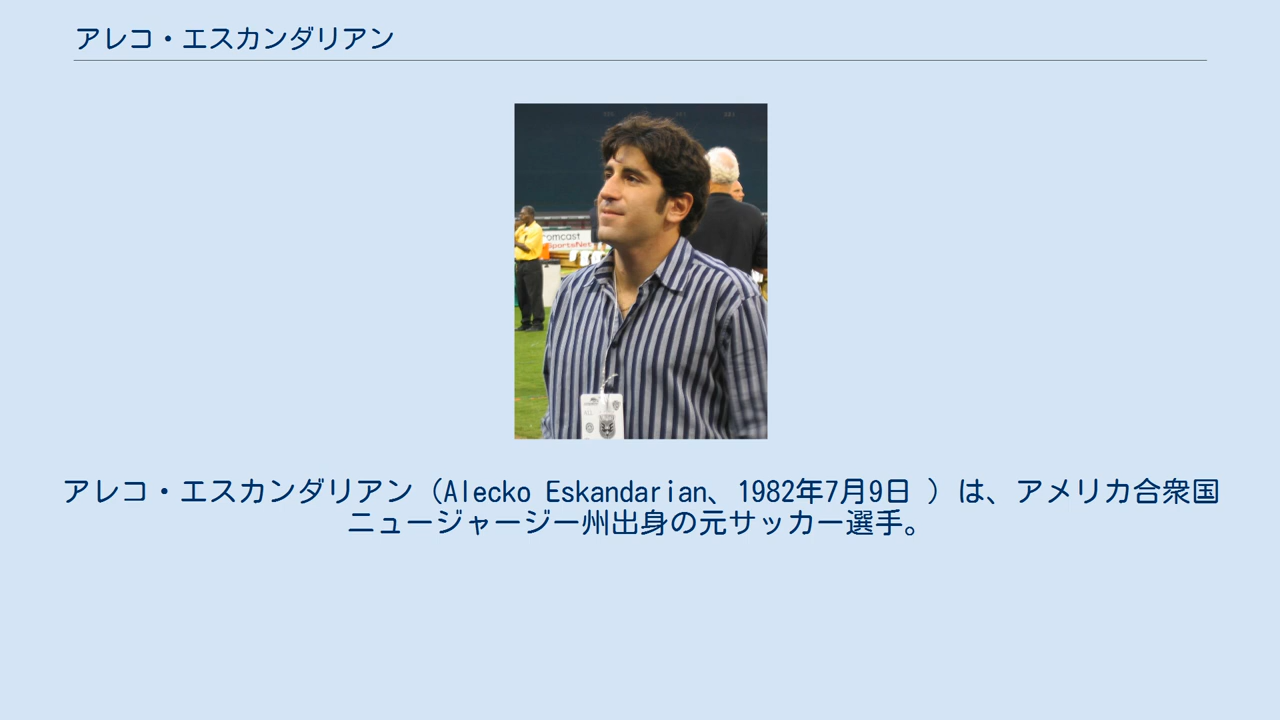 アレコ・エスカンダリアン
comcast
SportsNet
アレコ・エスカンダリアン（Alecko Eskandarian、1982年7月9日 ）は、アメリカ合衆国
ニュージャージー州出身の元サッカー選手。